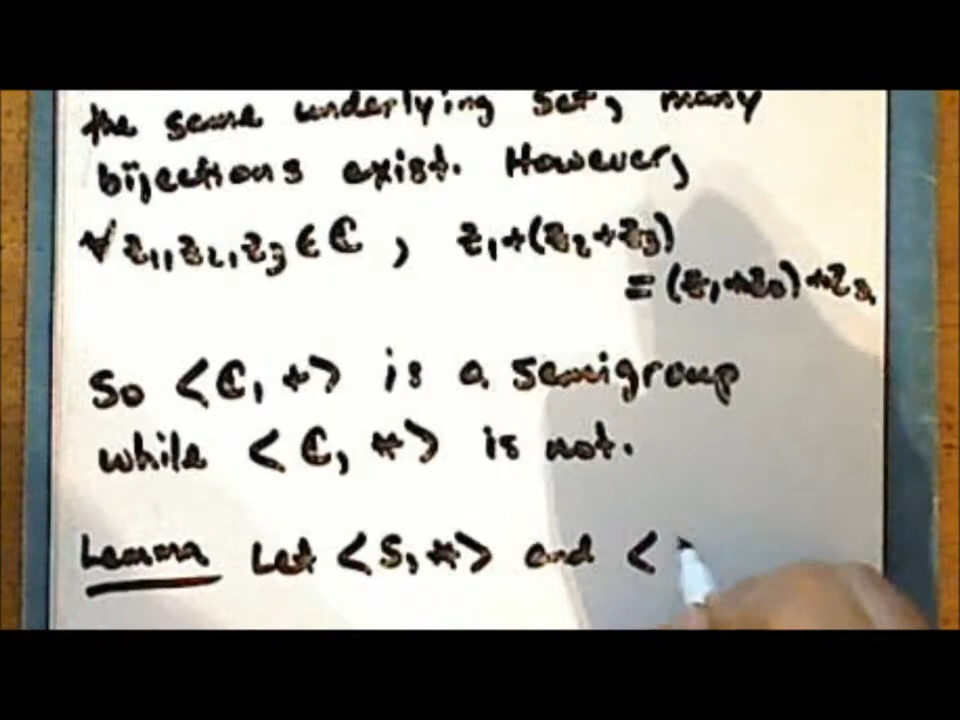 the same underlying set, many
bijections exist. However,
∀ z₁, z₂, z₃ ∈ ℂ, z₁+(z₂+z₃)
= (z₁+z₂)+z₃.
So <ℂ, +> is a semigroup
while <ℂ, *> is not.
Lemma Let <S, *> and <